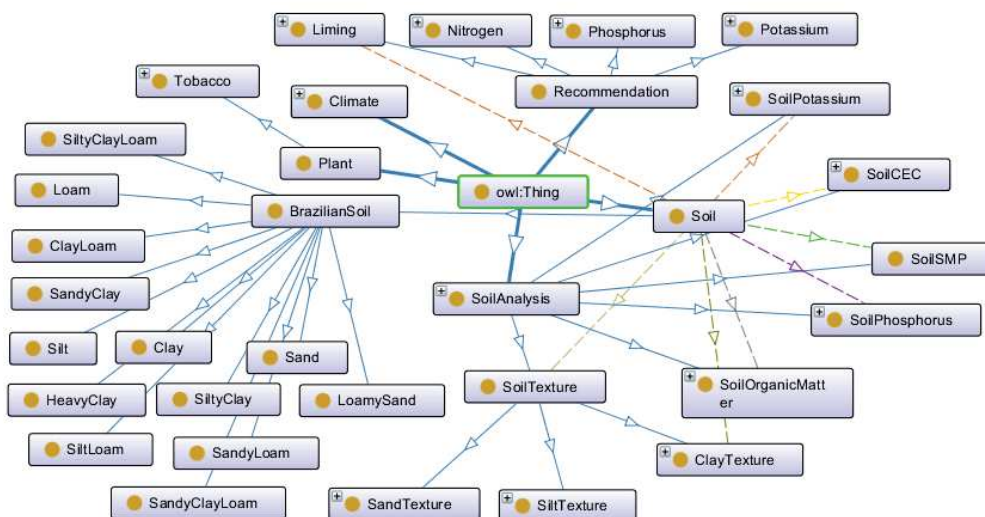 Liming
Nitrogen
Phosphorus
Potassium
Tobacco
Climate
Recommendation
SoilPotassium
SiltyClayLoam
Plant
owl:Thing
SoilCEC
Loam
BrazilianSoil
Soil
ClayLoam
SoilSMP
SandyClay
SoilAnalysis
SoilPhosphorus
Silt
Clay
Sand
SoilTexture
SoilOrganicMatt
er
HeavyClay
SiltyClay
LoamySand
SiltLoam
SandyLoam
ClayTexture
SandyClayLoam
SandTexture
SiltTexture